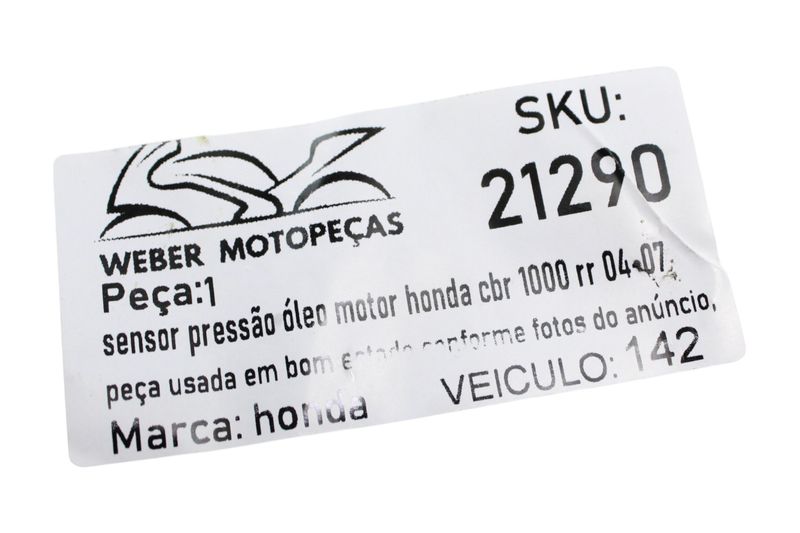 SKU:
21290
WEBER MOTOPEÇAS
Peça:1
sensor pressão óleo motor honda cbr 1000 rr 04-07,
peça usada em bom estado conforme fotos do anúncio.
Marca: honda
VEICULO: 142